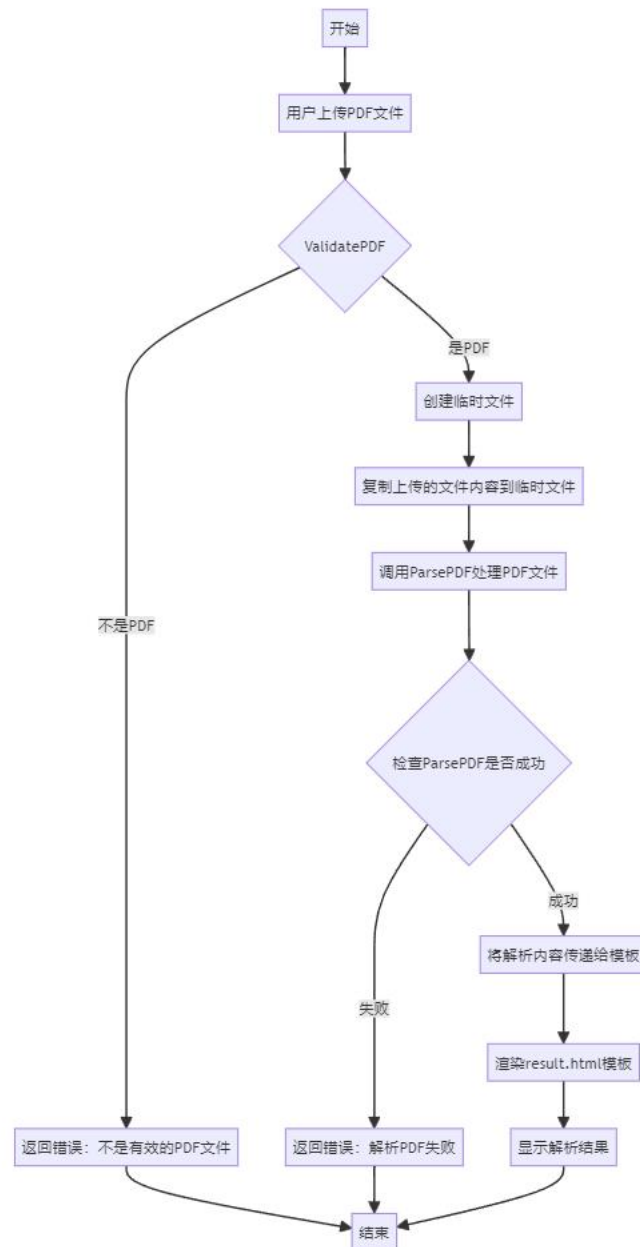 开始
用户上传PDF文件
ValidatePDF
是PDF
创建临时文件
复制上传的文件内容到临时文件
调用ParsePDF处理PDF文件
不是PDF
检查ParsePDF是否成功
成功
将解析内容传递给模板
失败
渲染result.html模板
返回错误：不是有效的PDF文件
返回错误：解析PDF失败
显示解析结果
结束